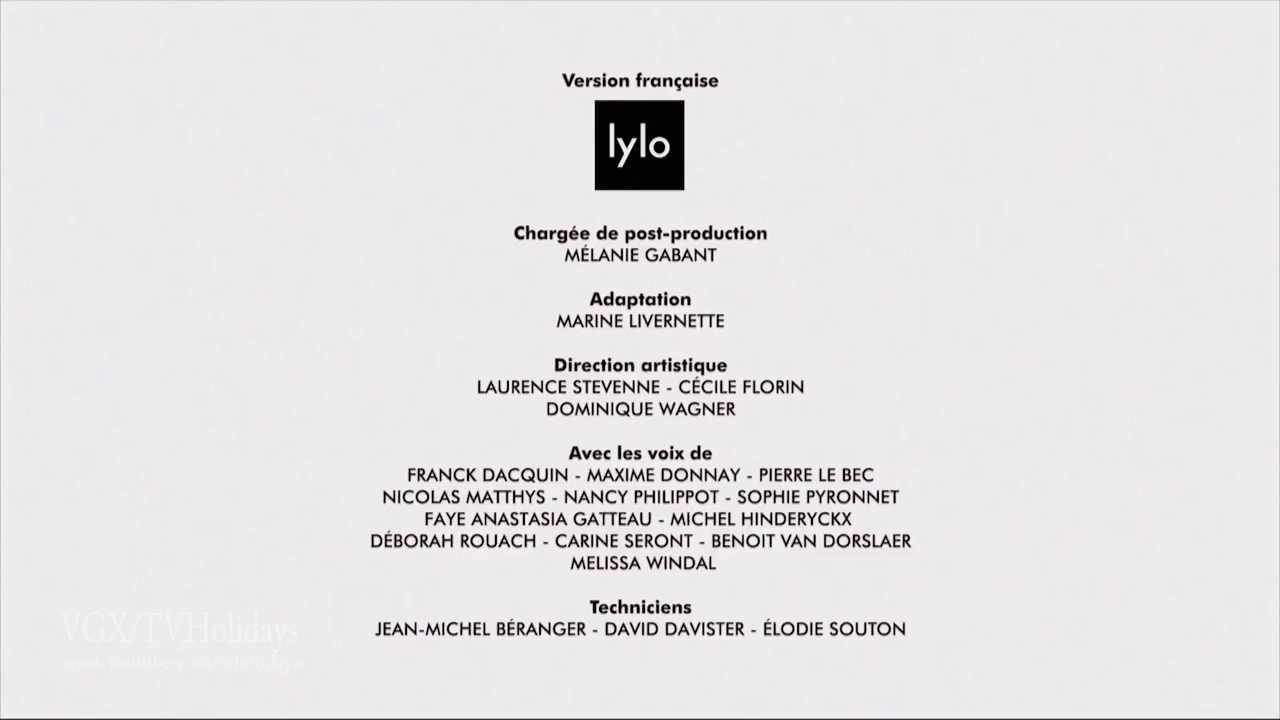 Version française
lylo
Chargée de post-production
MÉLANIE GABANT
Adaptation
MARINE LIVERNETTE
Direction artistique
LAURENCE STEVENNE - CÉCILE FLORIN
DOMINIQUE WAGNER
Avec les voix de
FRANCK DACQUIN - MAXIME DONNAY - PIERRE LE BEC
NICOLAS MATTHYS - NANCY PHILIPPOT - SOPHIE PYRONNET
FAYE ANASTASIA GATTEAU - MICHEL HINDERYCKX
DÉBORAH ROUACH - CARINE SERONT - BENOIT VAN DORSLAER
MELISSA WINDAL
Techniciens
JEAN-MICHEL BÉRANGER - DAVID DAVISTER - ÉLODIE SOUTON
VGX/TVHolidays
www.youtube.com/tvholidays